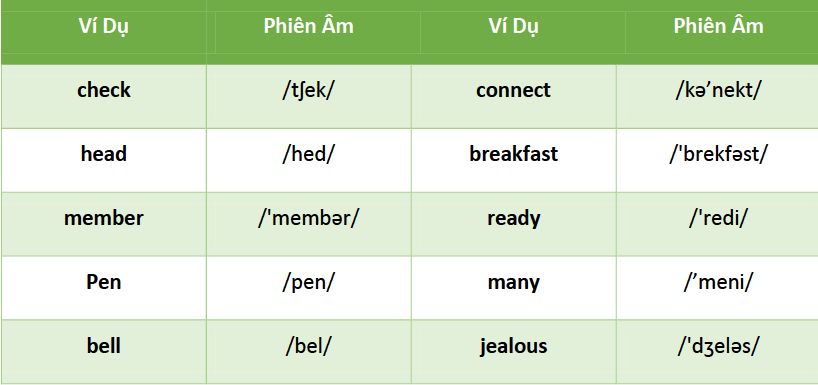 Ví Dụ Phiên Âm Ví Dụ Phiên Âm
check /tʃek/ connect /kə’nekt/
head /hed/ breakfast /'brekfəst/
member /'membər/ ready /'redi/
Pen /pen/ many /’meni/
bell /bel/ jealous /'dʒeləs/